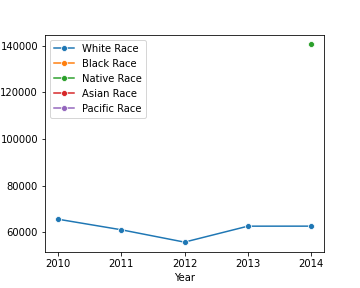 140000
120000
100000
80000
60000
White Race
Black Race
Native Race
Asian Race
Pacific Race
2010 2011 2012 2013 2014
Year